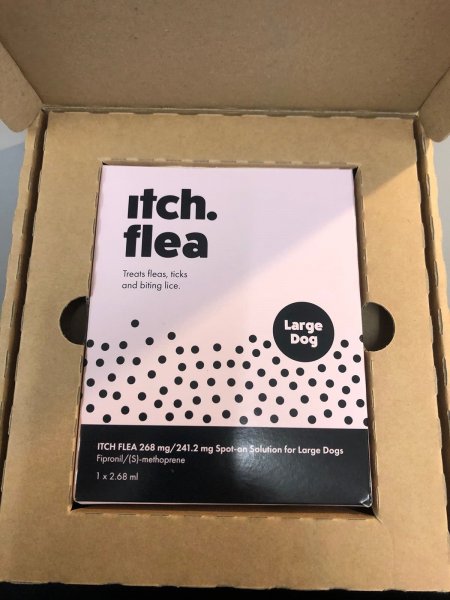 ıtch.
flea
Treats fleas, ticks
and biting lice.
Large
Dog
ITCH FLEA 268 mg/241.2 mg Spot-on Solution for Large Dogs
Fipronil/(S)-methoprene
1 x 2.68 ml